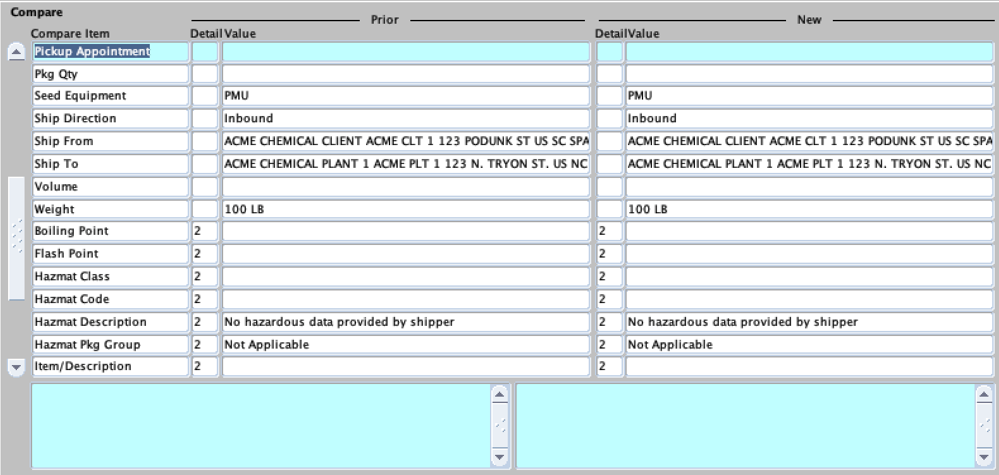 Compare
Prior New
Compare Item Detail Value Detail Value
Pickup Appointment
Pkg Qty
Seed Equipment PMU PMU
Ship Direction Inbound Inbound
Ship From ACME CHEMICAL CLIENT ACME CLT 1 123 PODUNK ST US SC SPA ACME CHEMICAL CLIENT ACME CLT 1 123 PODUNK ST US SC SPA
Ship To ACME CHEMICAL PLANT 1 ACME PLT 1 123 N. TRYON ST. US NC ACME CHEMICAL PLANT 1 ACME PLT 1 123 N. TRYON ST. US NC
Volume
Weight 100 LB 100 LB
Boiling Point 2 2
Flash Point 2 2
Hazmat Class 2 2
Hazmat Code 2 2
Hazmat Description 2 No hazardous data provided by shipper 2 No hazardous data provided by shipper
Hazmat Pkg Group 2 Not Applicable 2 Not Applicable
Item/Description 2 2